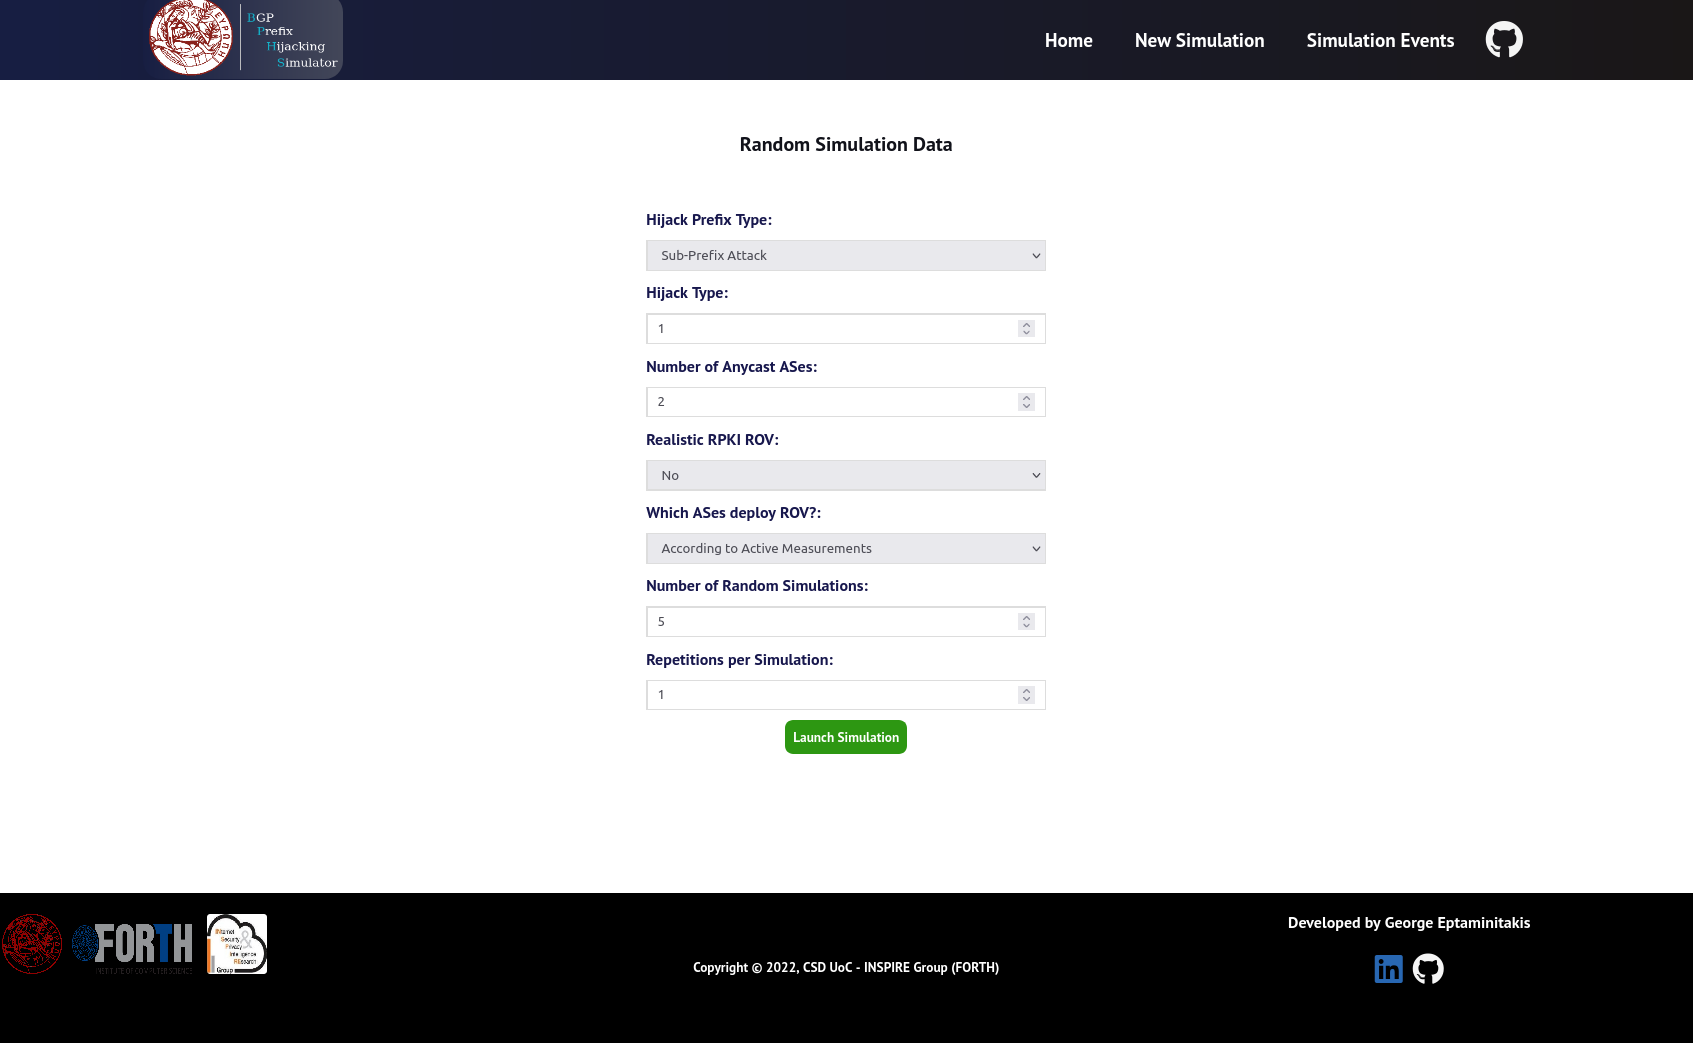 BGP
Prefix
Hijacking
Simulator
Home
New Simulation
Simulation Events
Random Simulation Data
Hijack Prefix Type:
Sub-Prefix Attack
Hijack Type:
1
Number of Anycast ASes:
2
Realistic RPKI ROV:
No
Which ASes deploy ROV?:
According to Active Measurements
Number of Random Simulations:
5
Repetitions per Simulation:
1
Launch Simulation
FORTH
INSTITUTE OF COMPUTER SCIENCE
INternet
Security
Privacy
&
Intelligence
REsearch
Group
Copyright © 2022, CSD UoC - INSPIRE Group (FORTH)
Developed by George Eptaminitakis
in